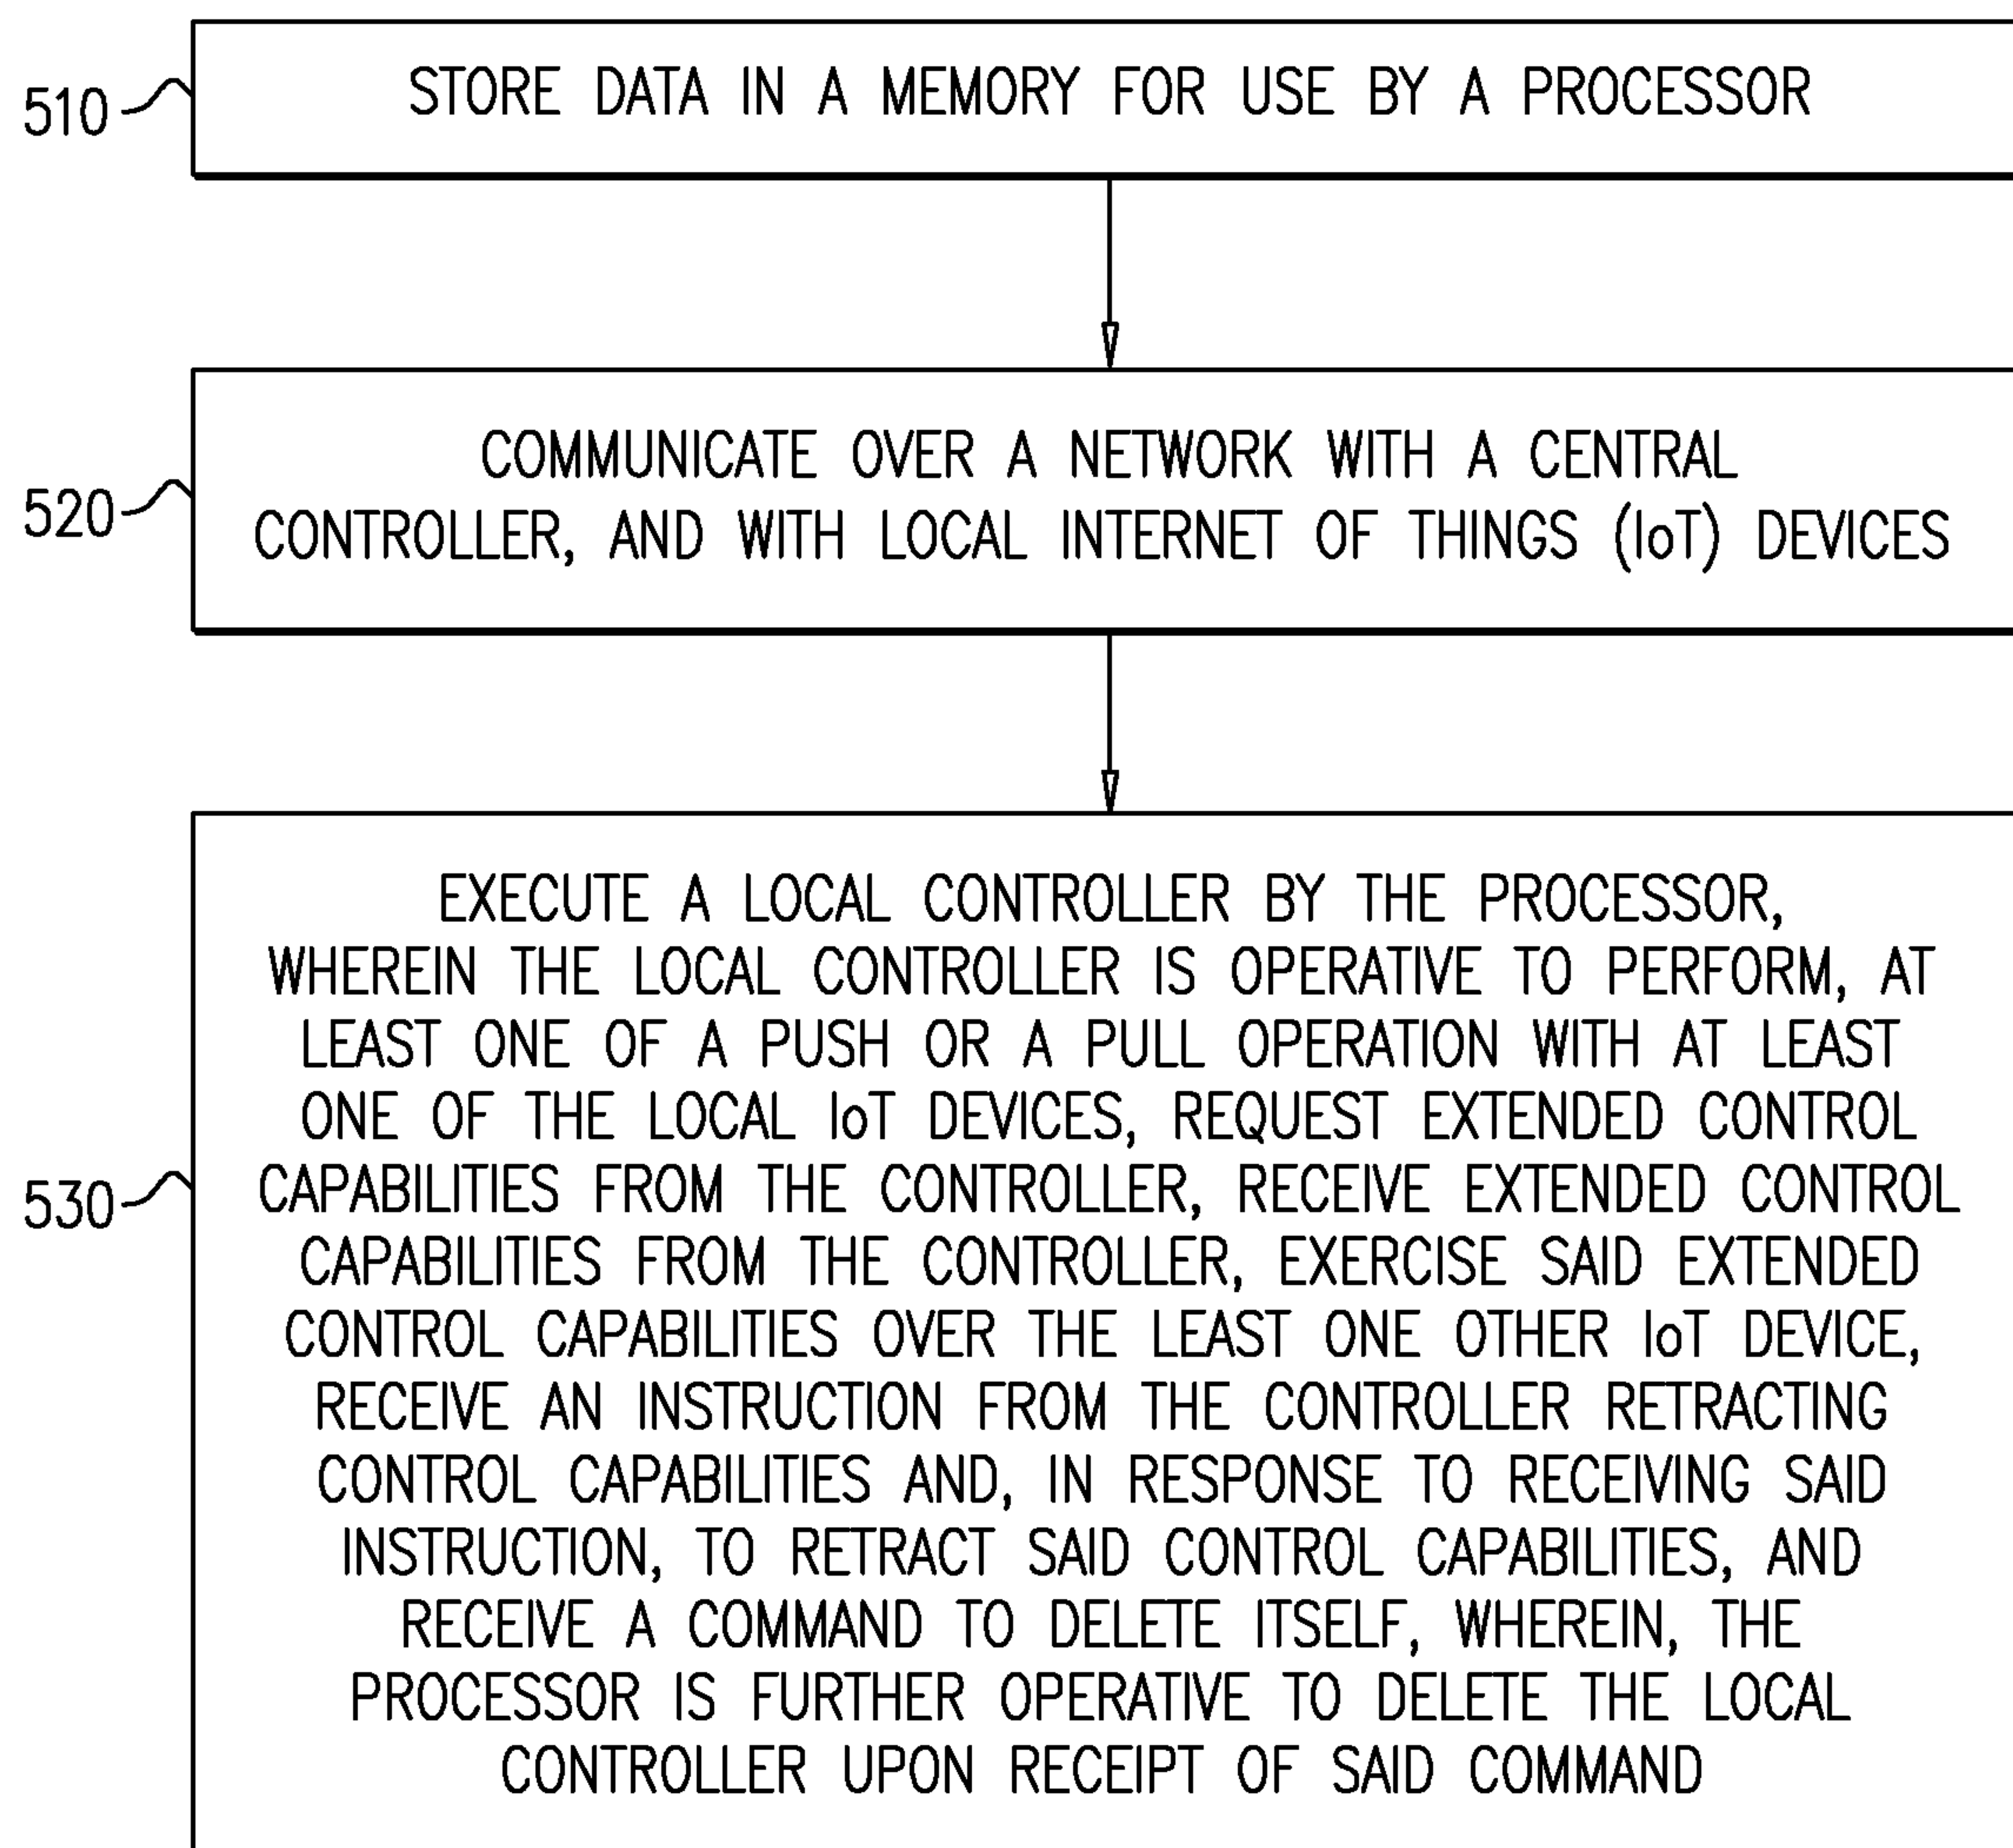 510
STORE DATA IN A MEMORY FOR USE BY A PROCESSOR
520
COMMUNICATE OVER A NETWORK WITH A CENTRAL
CONTROLLER, AND WITH LOCAL INTERNET OF THINGS (IoT) DEVICES
530
EXECUTE A LOCAL CONTROLLER BY THE PROCESSOR,
WHEREIN THE LOCAL CONTROLLER IS OPERATIVE TO PERFORM, AT
LEAST ONE OF A PUSH OR A PULL OPERATION WITH AT LEAST
ONE OF THE LOCAL IoT DEVICES, REQUEST EXTENDED CONTROL
CAPABILITIES FROM THE CONTROLLER, RECEIVE EXTENDED CONTROL
CAPABILITIES FROM THE CONTROLLER, EXERCISE SAID EXTENDED
CONTROL CAPABILITIES OVER THE LEAST ONE OTHER IoT DEVICE,
RECEIVE AN INSTRUCTION FROM THE CONTROLLER RETRACTING
CONTROL CAPABILITIES AND, IN RESPONSE TO RECEIVING SAID
INSTRUCTION, TO RETRACT SAID CONTROL CAPABILITIES, AND
RECEIVE A COMMAND TO DELETE ITSELF, WHEREIN, THE
PROCESSOR IS FURTHER OPERATIVE TO DELETE THE LOCAL
CONTROLLER UPON RECEIPT OF SAID COMMAND